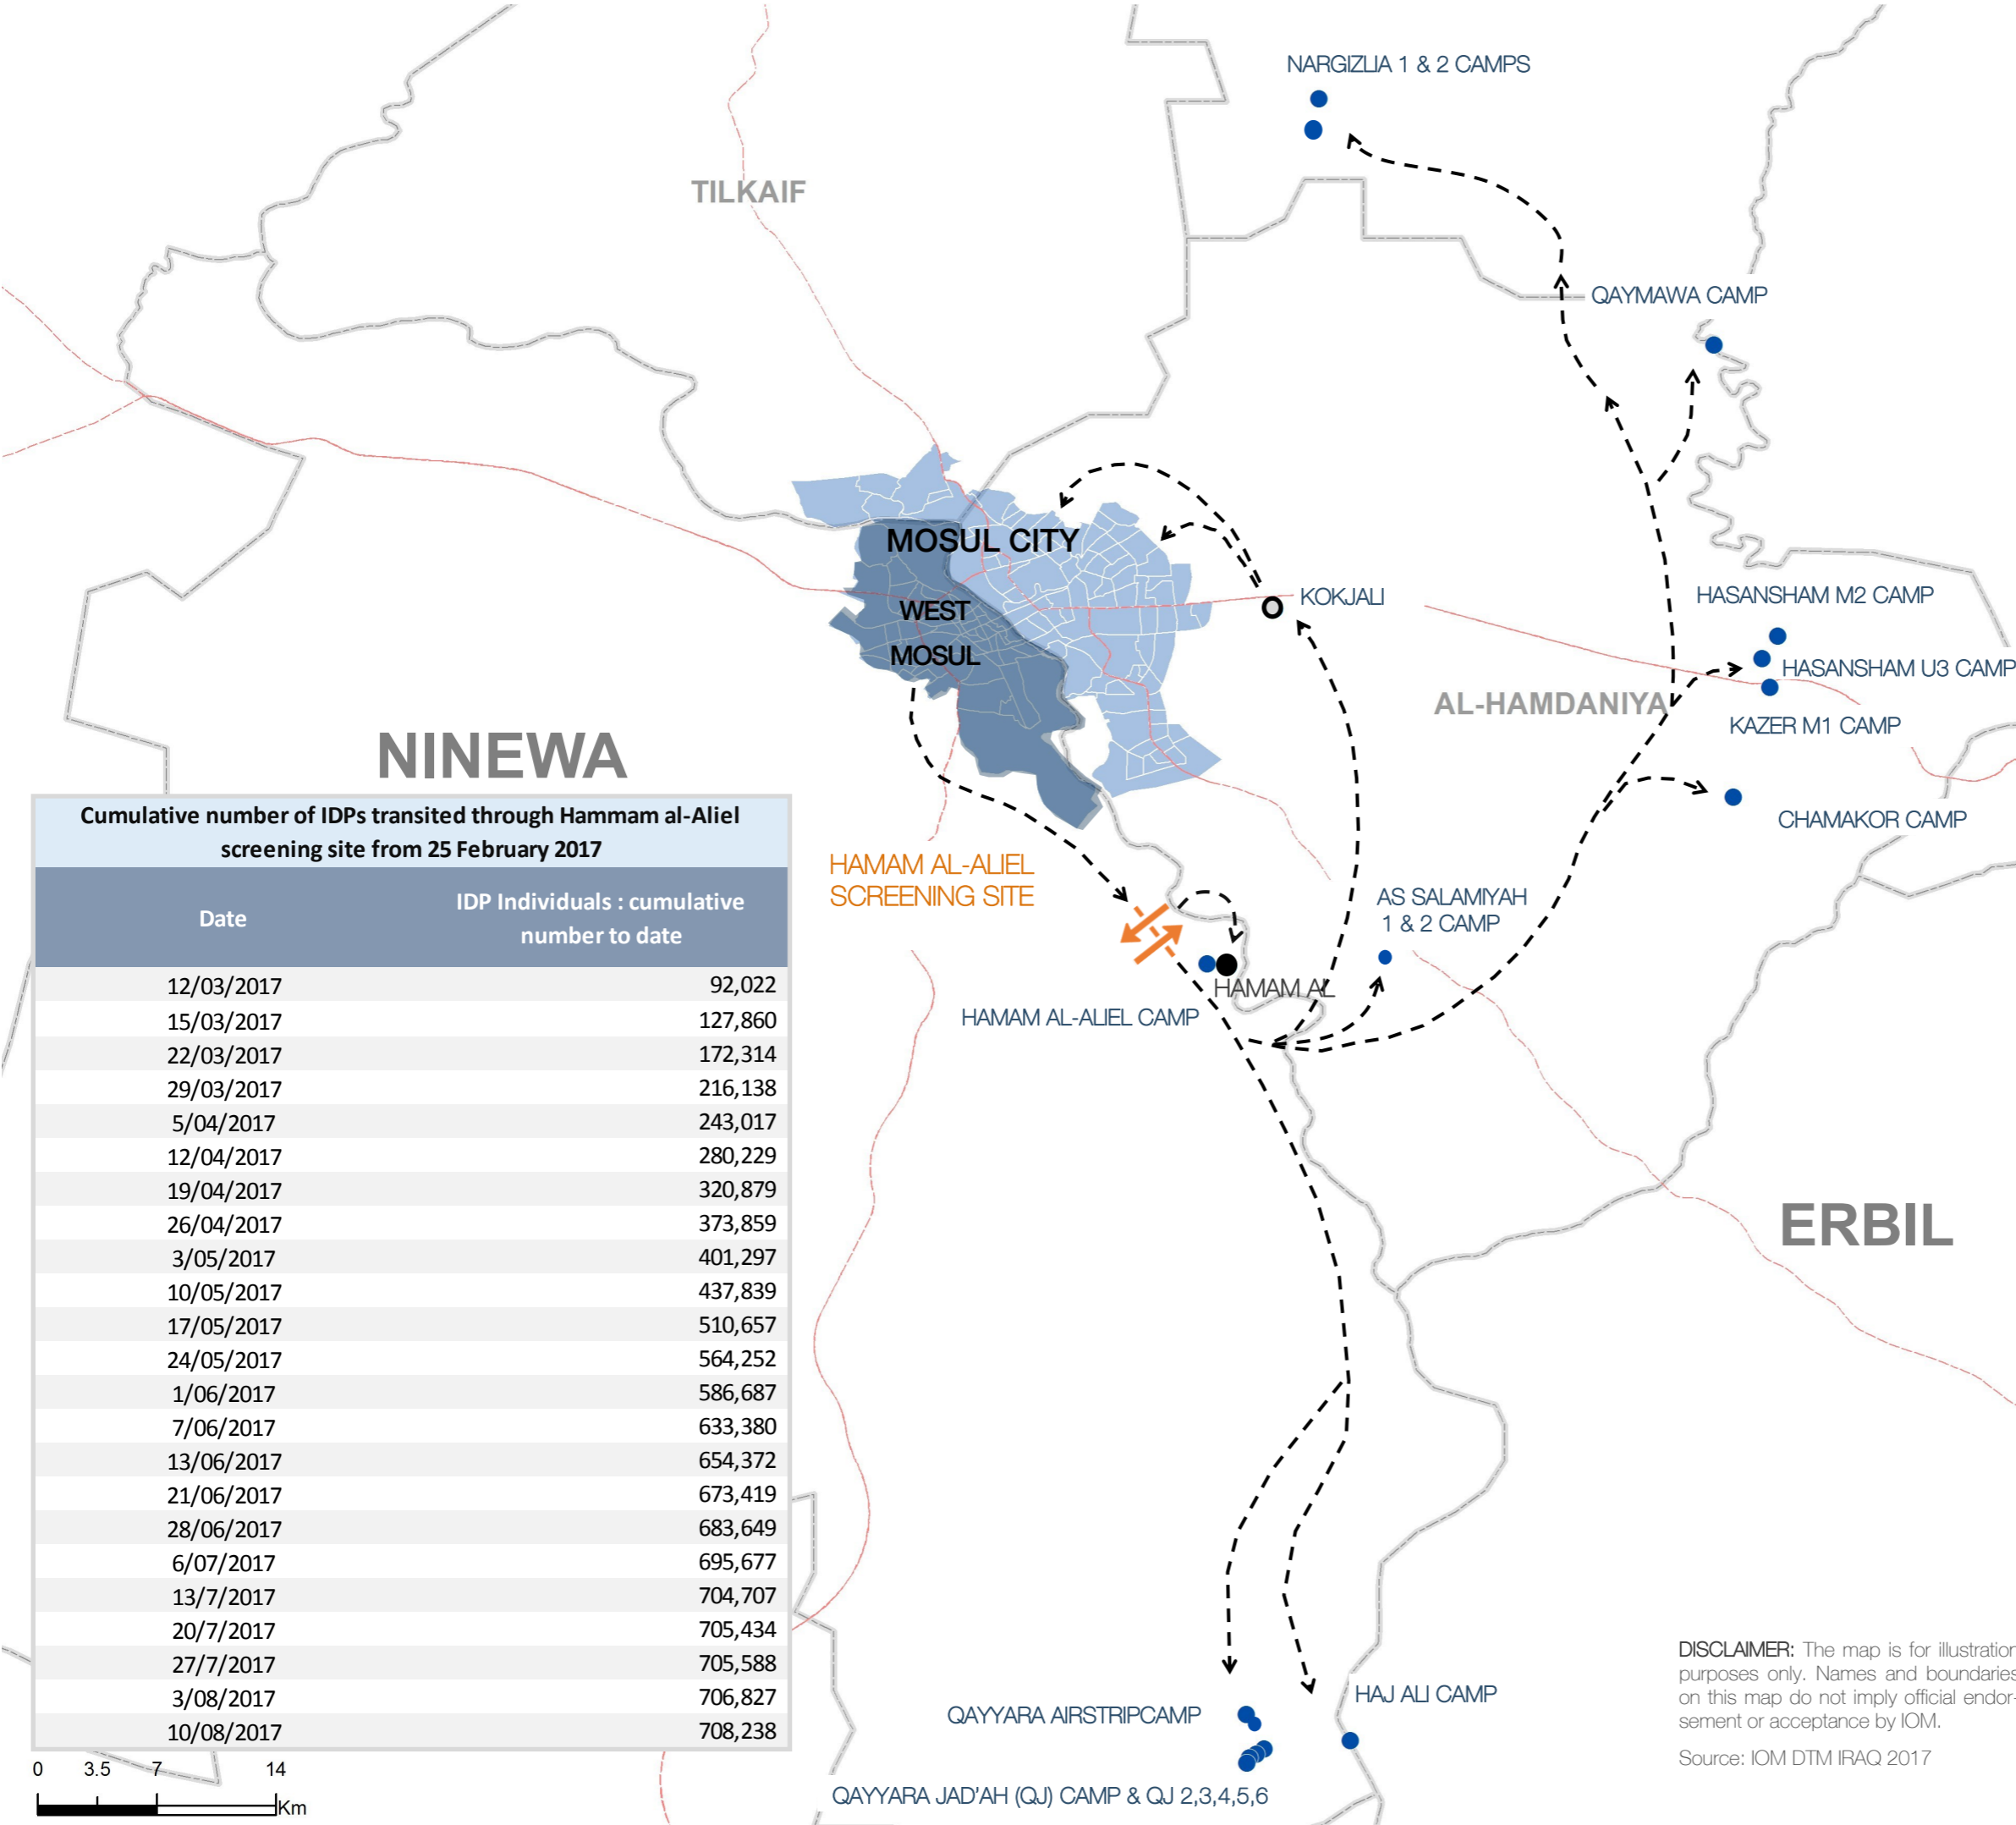 NARGIZLIA 1 & 2 CAMPS
TILKAIF
QAYMAWA CAMP
MOSUL CITY
WEST
MOSUL
KOKJALI
HASANSHAM M2 CAMP
HASANSHAM U3 CAMP
AL-HAMDANIYA
KAZER M1 CAMP
NINEWA
CHAMAKOR CAMP
Cumulative number of IDPs transited through Hammam al-Aliel
screening site from 25 February 2017
Date IDP Individuals : cumulative
number to date
12/03/2017 92,022
15/03/2017 127,860
22/03/2017 172,314
29/03/2017 216,138
5/04/2017 243,017
12/04/2017 280,229
19/04/2017 320,879
26/04/2017 373,859
3/05/2017 401,297
10/05/2017 437,839
17/05/2017 510,657
24/05/2017 564,252
1/06/2017 586,687
7/06/2017 633,380
13/06/2017 654,372
21/06/2017 673,419
28/06/2017 683,649
6/07/2017 695,677
13/7/2017 704,707
20/7/2017 705,434
27/7/2017 705,588
3/08/2017 706,827
10/08/2017 708,238
HAMAM AL-ALIEL
SCREENING SITE
AS SALAMIYAH
1 & 2 CAMP
HAMAM AL
HAMAM AL-ALIEL CAMP
ERBIL
HAJ ALI CAMP
QAYYARA AIRSTRIPCAMP
QAYYARA JAD'AH (QJ) CAMP & QJ 2,3,4,5,6
0 3.5 7 14
Km
DISCLAIMER: The map is for illustration
purposes only. Names and boundaries
on this map do not imply official endor-
sement or acceptance by IOM.
Source: IOM DTM IRAQ 2017